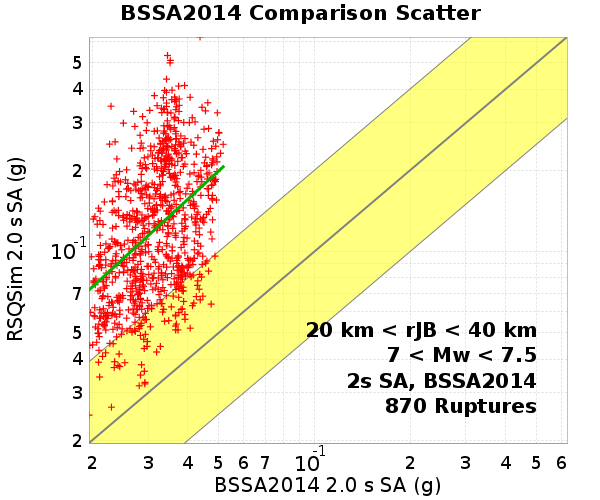 BSSA2014 Comparison Scatter
RSQSim 2.0 s SA (g)
5
4
3
2
10-1
7
5
4
3
2
20 km < rJB < 40 km
7 < Mw < 7.5
2s SA, BSSA2014
870 Ruptures
2 3 4 5 6 7 10-1 2 3 4 5 6
BSSA2014 2.0 s SA (g)